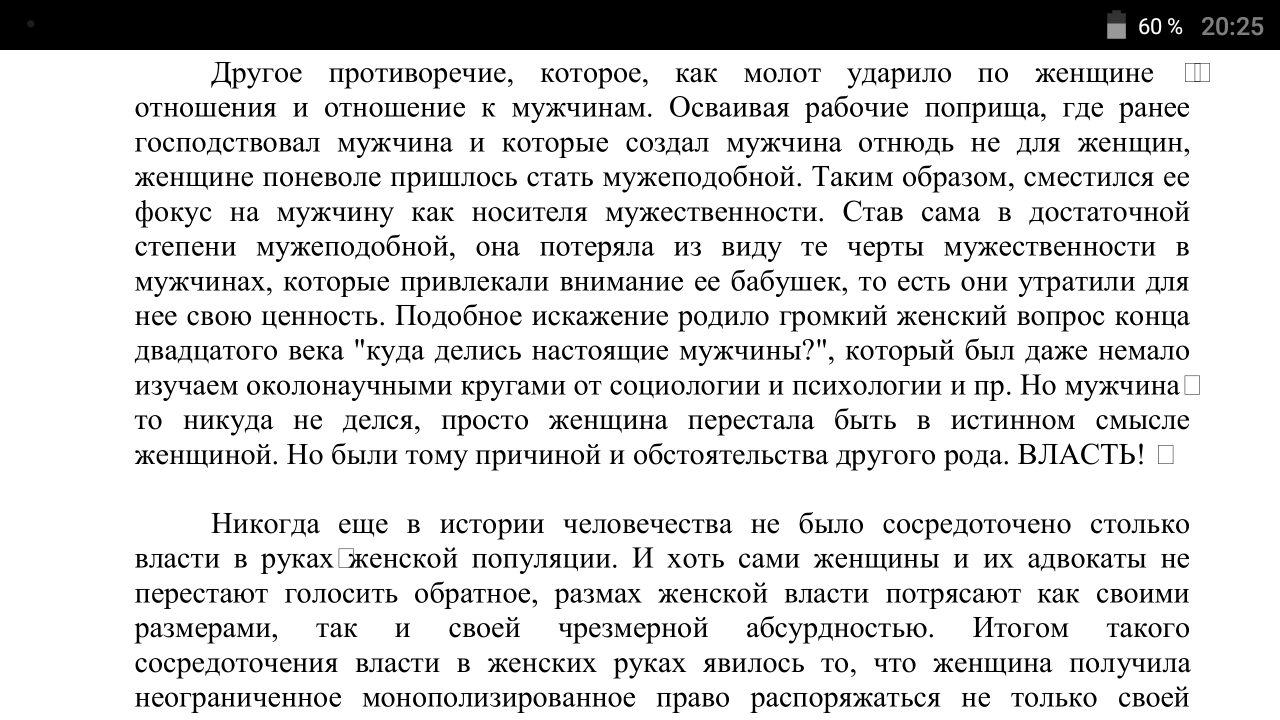 60 % 20:25
Другое противоречие, которое, как молот ударило по женщине
отношения и отношение к мужчинам. Осваивая рабочие поприща, где ранее
господствовал мужчина и которые создал мужчина отнюдь не для женщин,
женщине поневоле пришлось стать мужеподобной. Таким образом, сместился ее
фокус на мужчину как носителя мужественности. Став сама в достаточной
степени мужеподобной, она потеряла из виду те черты мужественности в
мужчинах, которые привлекали внимание ее бабушек, то есть они утратили для
нее свою ценность. Подобное искажение родило громкий женский вопрос конца
двадцатого века "куда делись настоящие мужчины?", который был даже немало
изучаем околонаучными кругами от социологии и психологии и пр. Но мужчина
то никуда не делся, просто женщина перестала быть в истинном смысле
женщиной. Но были тому причиной и обстоятельства другого рода. ВЛАСТЬ!
Никогда еще в истории человечества не было сосредоточено столько
власти в руках женской популяции. И хоть сами женщины и их адвокаты не
перестают голосить обратное, размах женской власти потрясают как своими
размерами, так и своей чрезмерной абсурдностью. Итогом такого
сосредоточения власти в женских руках явилось то, что женщина получила
неограниченное монополизированное право распоряжаться не только своей